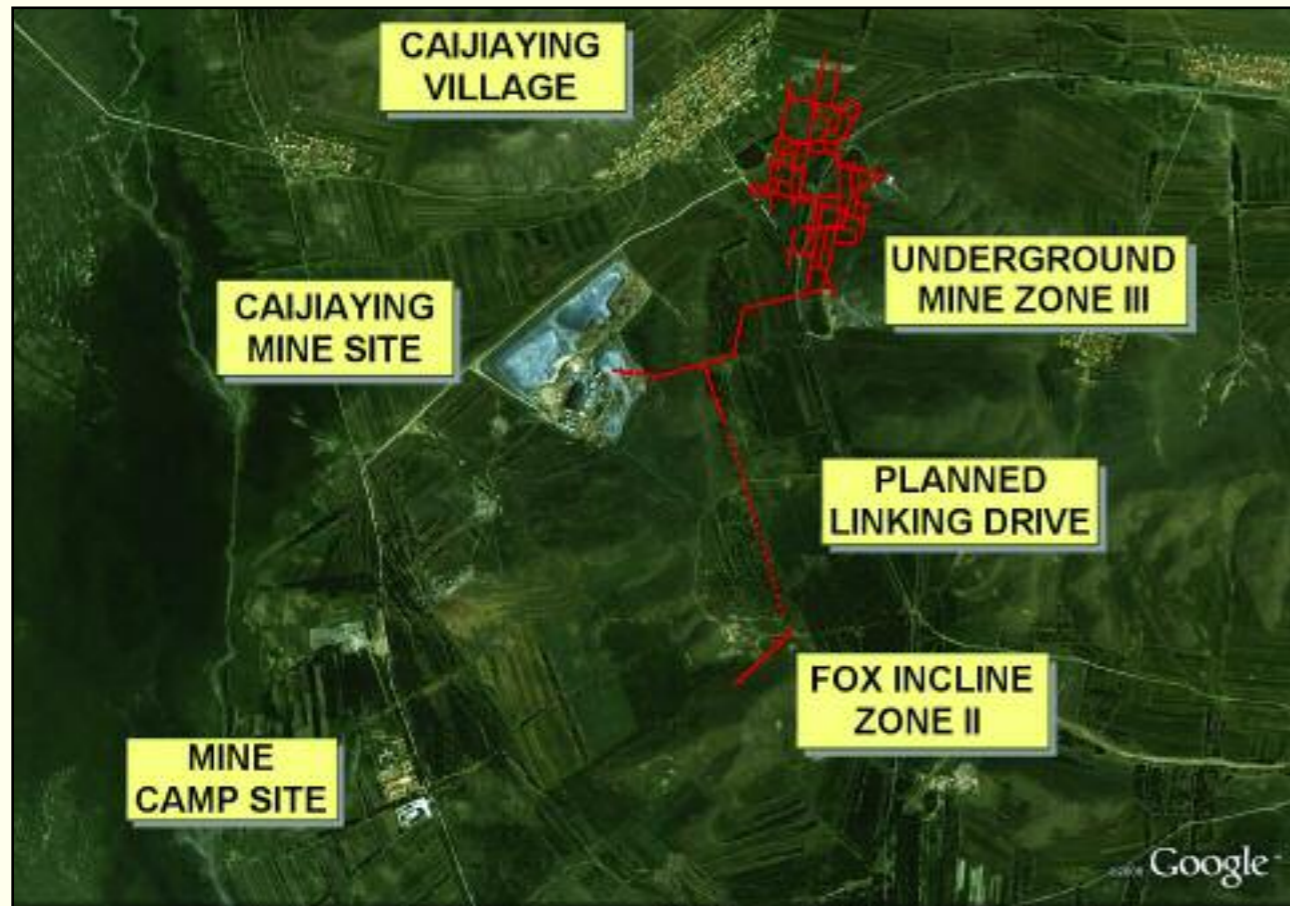 CAIJIAYING
VILLAGE
UNDERGROUND
MINE ZONE III
CAIJIAYING
MINE SITE
PLANNED
LINKING DRIVE
FOX INCLINE
ZONE II
MINE
CAMP SITE
Google